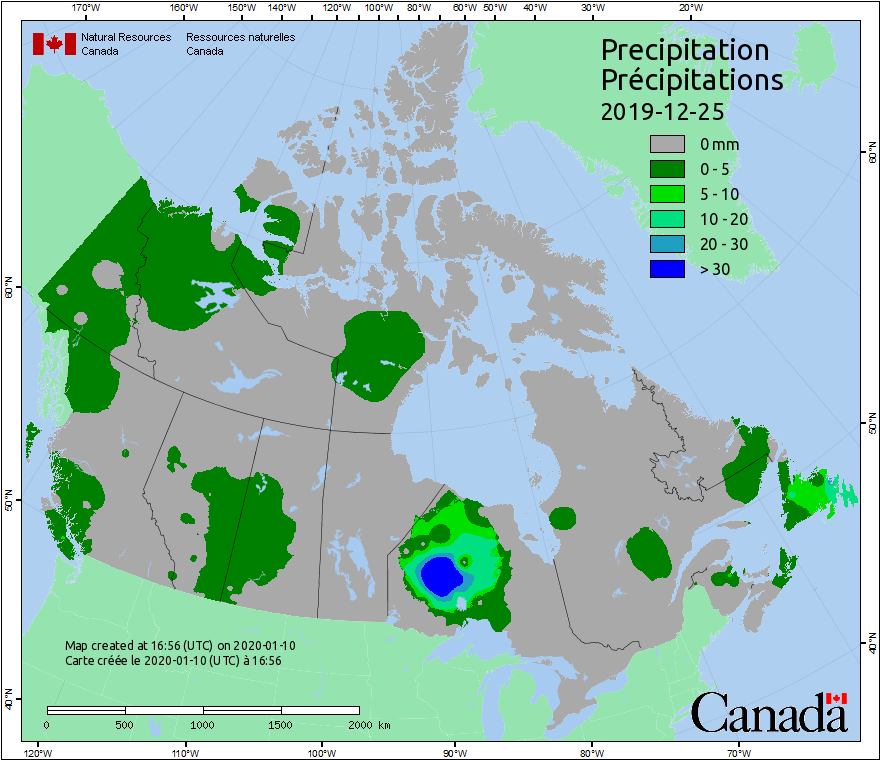 170°W 160°W 150°W 140°W 130°W 120°W 110°W 100°W 90°W 80°W 60°W 50°W 40°W 30°W 20°W
Natural Resources Canada
Ressources naturelles Canada
Precipitation
Précipitations
2019-12-25
0 mm
0 - 5
5 - 10
10 - 20
20 - 30
> 30
60°N
50°N
40°N
60°N
50°N
40°N
Map created at 16:56 (UTC) on 2020-01-10
Carte créée le 2020-01-10 (UTC) à 16:56
0 500 1000 1500 2000 km
Canada
120°W 110°W 100°W 90°W 80°W 70°W